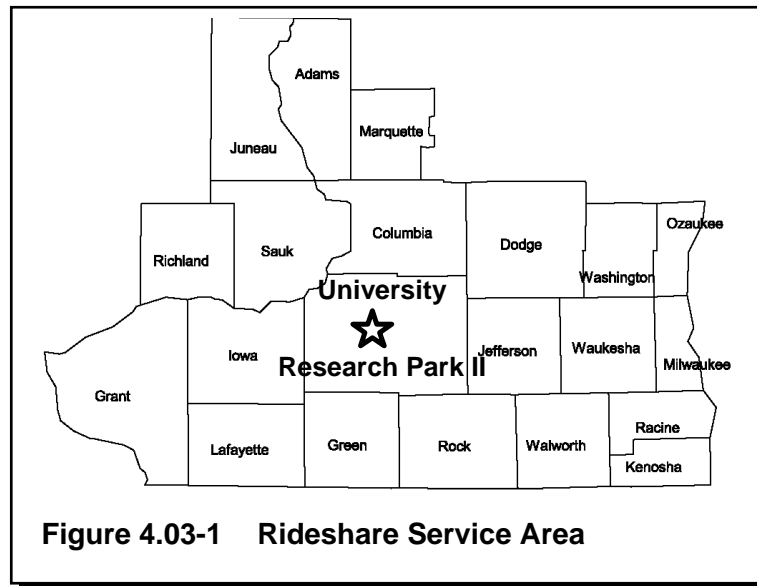 Adams
Marquette
Juneau
Ozaukee
Columbia
Dodge
Sauk
Richland
Washington
University
Research Park II
Iowa
Jefferson
Waukesha
Milwaukee
Grant
Racine
Lafayette
Green
Rock
Walworth
Kenosha
Figure 4.03-1 Rideshare Service Area